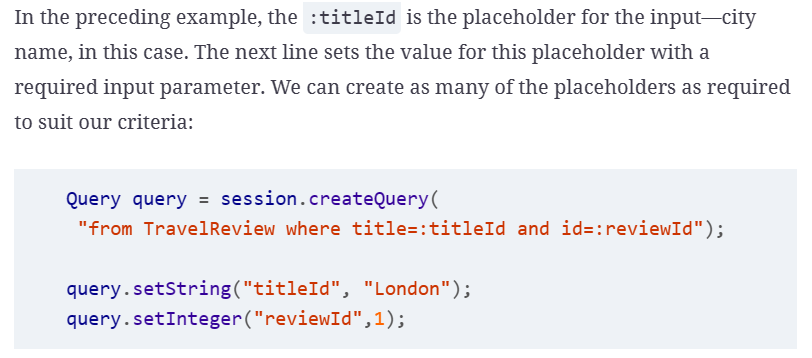 In the preceding example, the :titleId is the placeholder for the input—city
name, in this case. The next line sets the value for this placeholder with a
required input parameter. We can create as many of the placeholders as required
to suit our criteria:
Query query = session.createQuery(
"from TravelReview where title=:titleId and id=:reviewId");
query.setString("titleId", "London");
query.setInteger("reviewId",1);